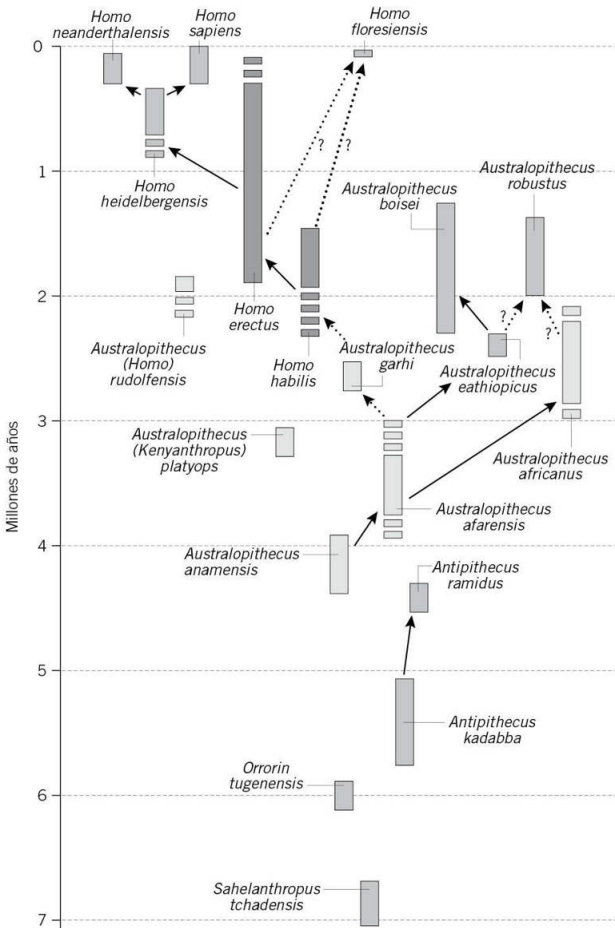 Homo
neanderthalensis
Homo
sapiens
Homo
floresiensis
0
?
?
Homo
heidelbergensis
1
Australopithecus
boisei
Australopithecus
robustus
2
Homo
erectus
Australopithecus
(Homo)
rudolfensis
Homo
habilis
Australopithecus
garhi
?
?
Australopithecus
eathiopicus
3
Australopithecus
(Kenyanthropus)
platyops
Australopithecus
africanus
Australopithecus
afarensis
Millones de años
4
Australopithecus
anamensis
Antipithecus
ramidus
5
Antipithecus
kadabba
Orrorin
tugenensis
6
Sahelanthropus
tchadensis
7